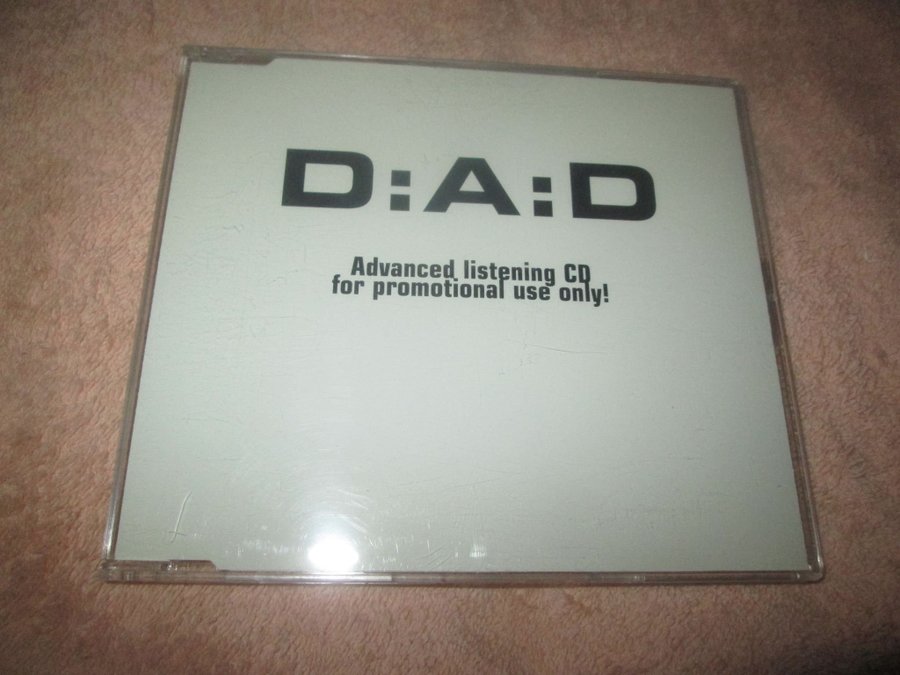 D:A:D
Advanced listening CD
for promotional use only!